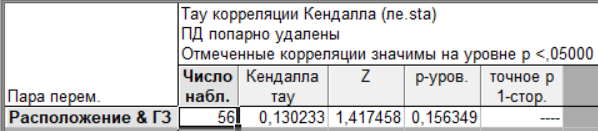 Тау корреляции Кендалла (ne.sta)
ПД попарно удалены
Отмеченные корреляции значимы на уровне p <,05000
Пара перем. Число набл. Кендалла тау Z p-уров. точное p 1-стор.
Расположение & ГЗ 56 0,130233 1,417458 0,156349 ----